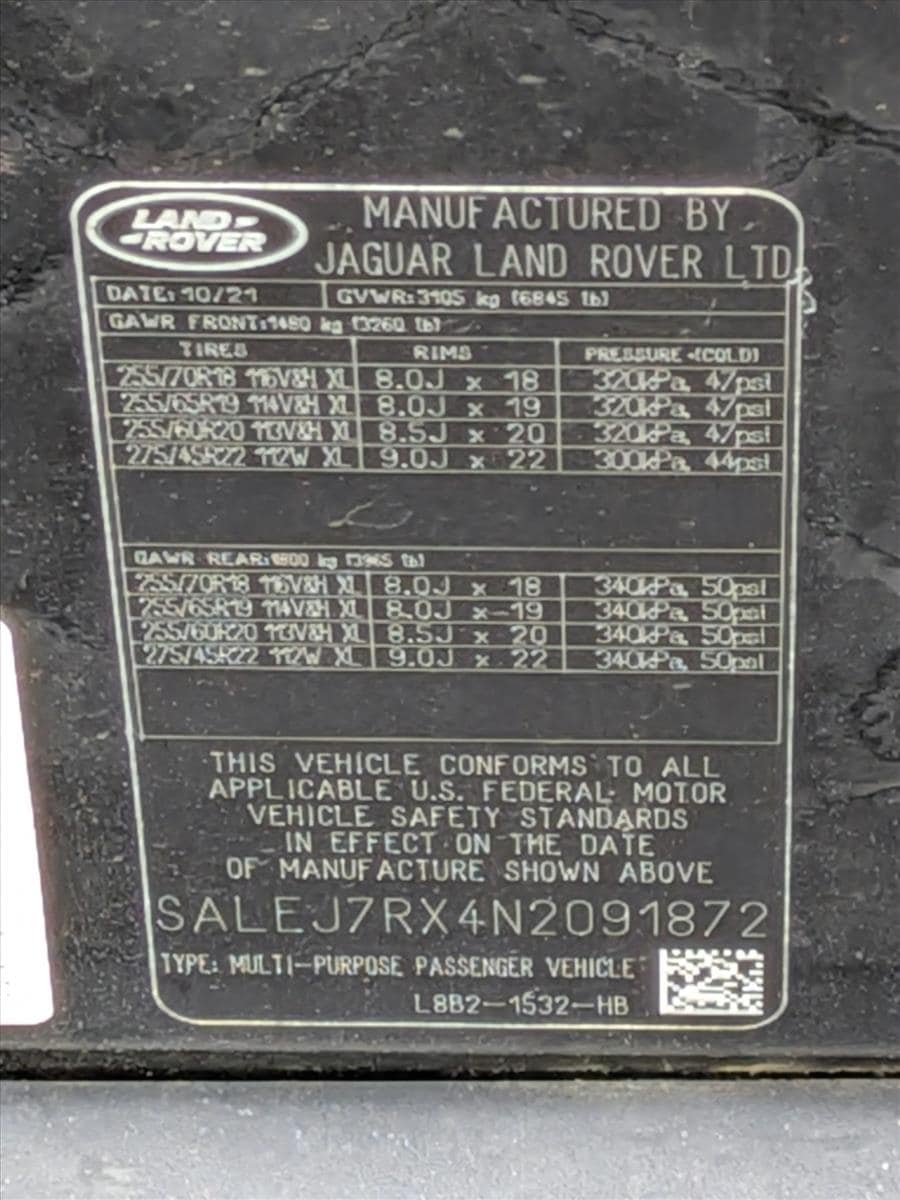 LAND-
-ROVER
MANUFACTURED BY
JAGUAR LAND ROVER LTD
DATE: 10/21 GVWR: 3105 kg (6845 lb)
GAWR FRONT: 1480 kg (3260 lb)
TIRES RIMS PRESSURE (COLD)
255/70R18 116V&H XL 8.0J x 18 320kPa, 47psi
255/65R19 114V&H XL 8.0J x 19 320kPa, 47psi
255/60R20 113V&H XL 8.5J x 20 320kPa, 47psi
275/45R22 112W XL 9.0J x 22 300kPa, 44psi
GAWR REAR: 1800 kg (3965 lb)
255/70R18 116V&H XL 8.0J x 18 340kPa, 50psi
255/65R19 114V&H XL 8.0J x 19 340kPa, 50psi
255/60R20 113V&H XL 8.5J x 20 340kPa, 50psi
275/45R22 112W XL 9.0J x 22 340kPa, 50psi
THIS VEHICLE CONFORMS TO ALL
APPLICABLE U.S. FEDERAL MOTOR
VEHICLE SAFETY STANDARDS
IN EFFECT ON THE DATE
OF MANUFACTURE SHOWN ABOVE
SALEJ7RX4N2091872
TYPE: MULTI-PURPOSE PASSENGER VEHICLE
L8B2-1532-HB